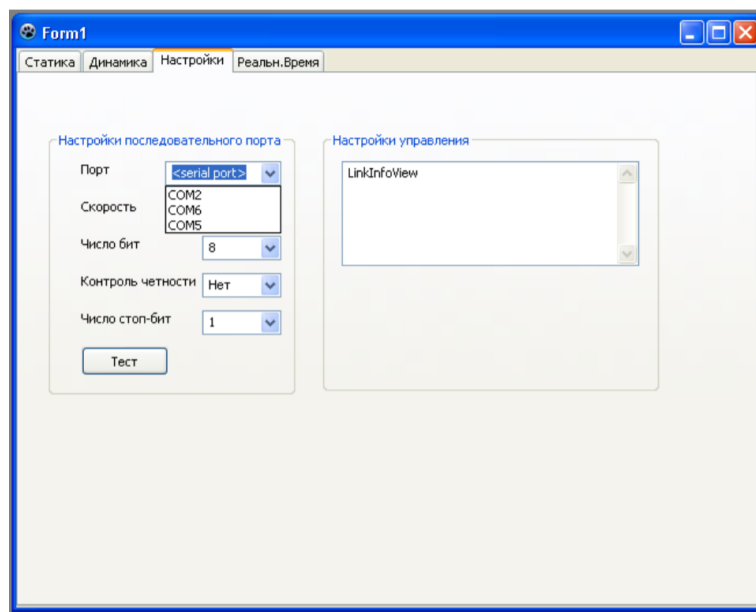 Form1
Статика Динамика Настройки Реальн.Время
Настройки последовательного порта
Порт <serial port>
COM2
COM6
COM5
Скорость
Число бит 8
Контроль четности Нет
Число стоп-бит 1
Тест
Настройки управления
LinkInfoView